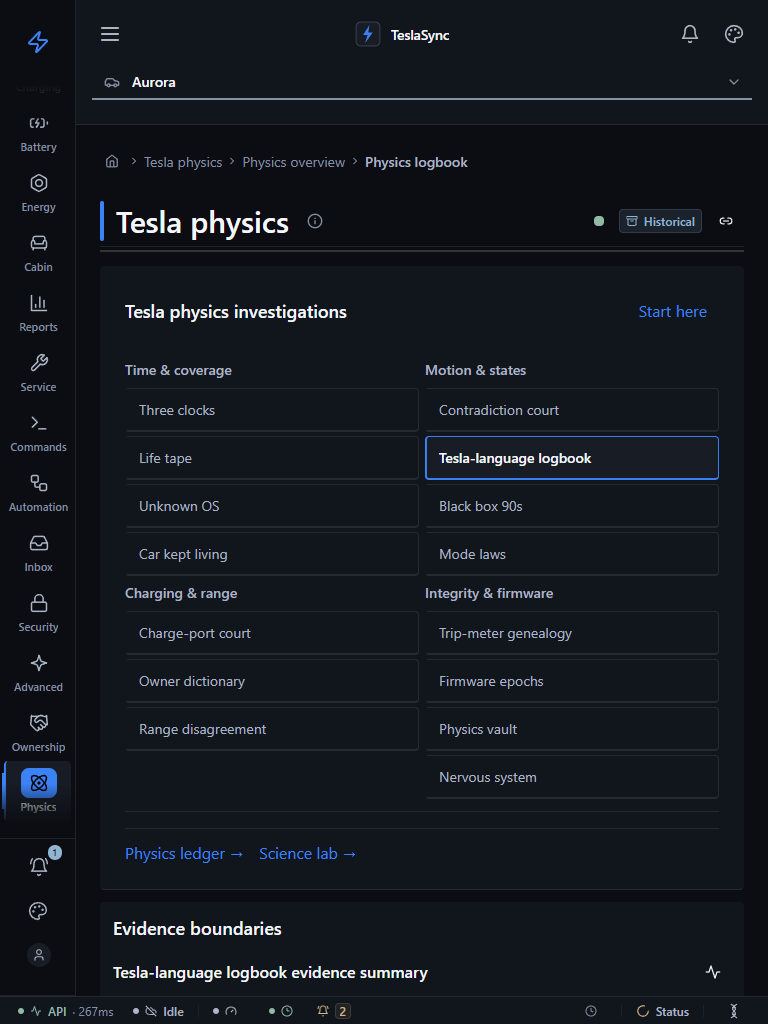 TeslaSync
Aurora
Charging
Battery
Energy
Cabin
Reports
Service
Commands
Automation
Inbox
Security
Advanced
Ownership
Physics
1
Tesla physics › Physics overview › Physics logbook
Tesla physics
Historical
Tesla physics investigations
Start here
Time & coverage
Three clocks
Life tape
Unknown OS
Car kept living
Motion & states
Contradiction court
Tesla-language logbook
Black box 90s
Mode laws
Charging & range
Charge-port court
Owner dictionary
Range disagreement
Integrity & firmware
Trip-meter genealogy
Firmware epochs
Physics vault
Nervous system
Physics ledger →
Science lab →
Evidence boundaries
Tesla-language logbook evidence summary
API · 267ms
Idle
2
Status